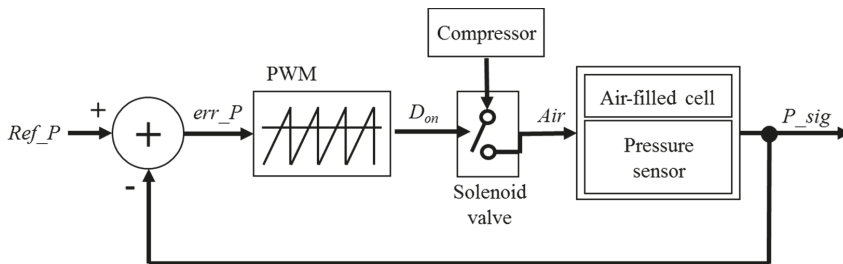 Compressor
PWM
+
err_P
D_on
Air
Air-filled cell
P_sig
Ref_P
+
Pressure
sensor
-
Solenoid
valve